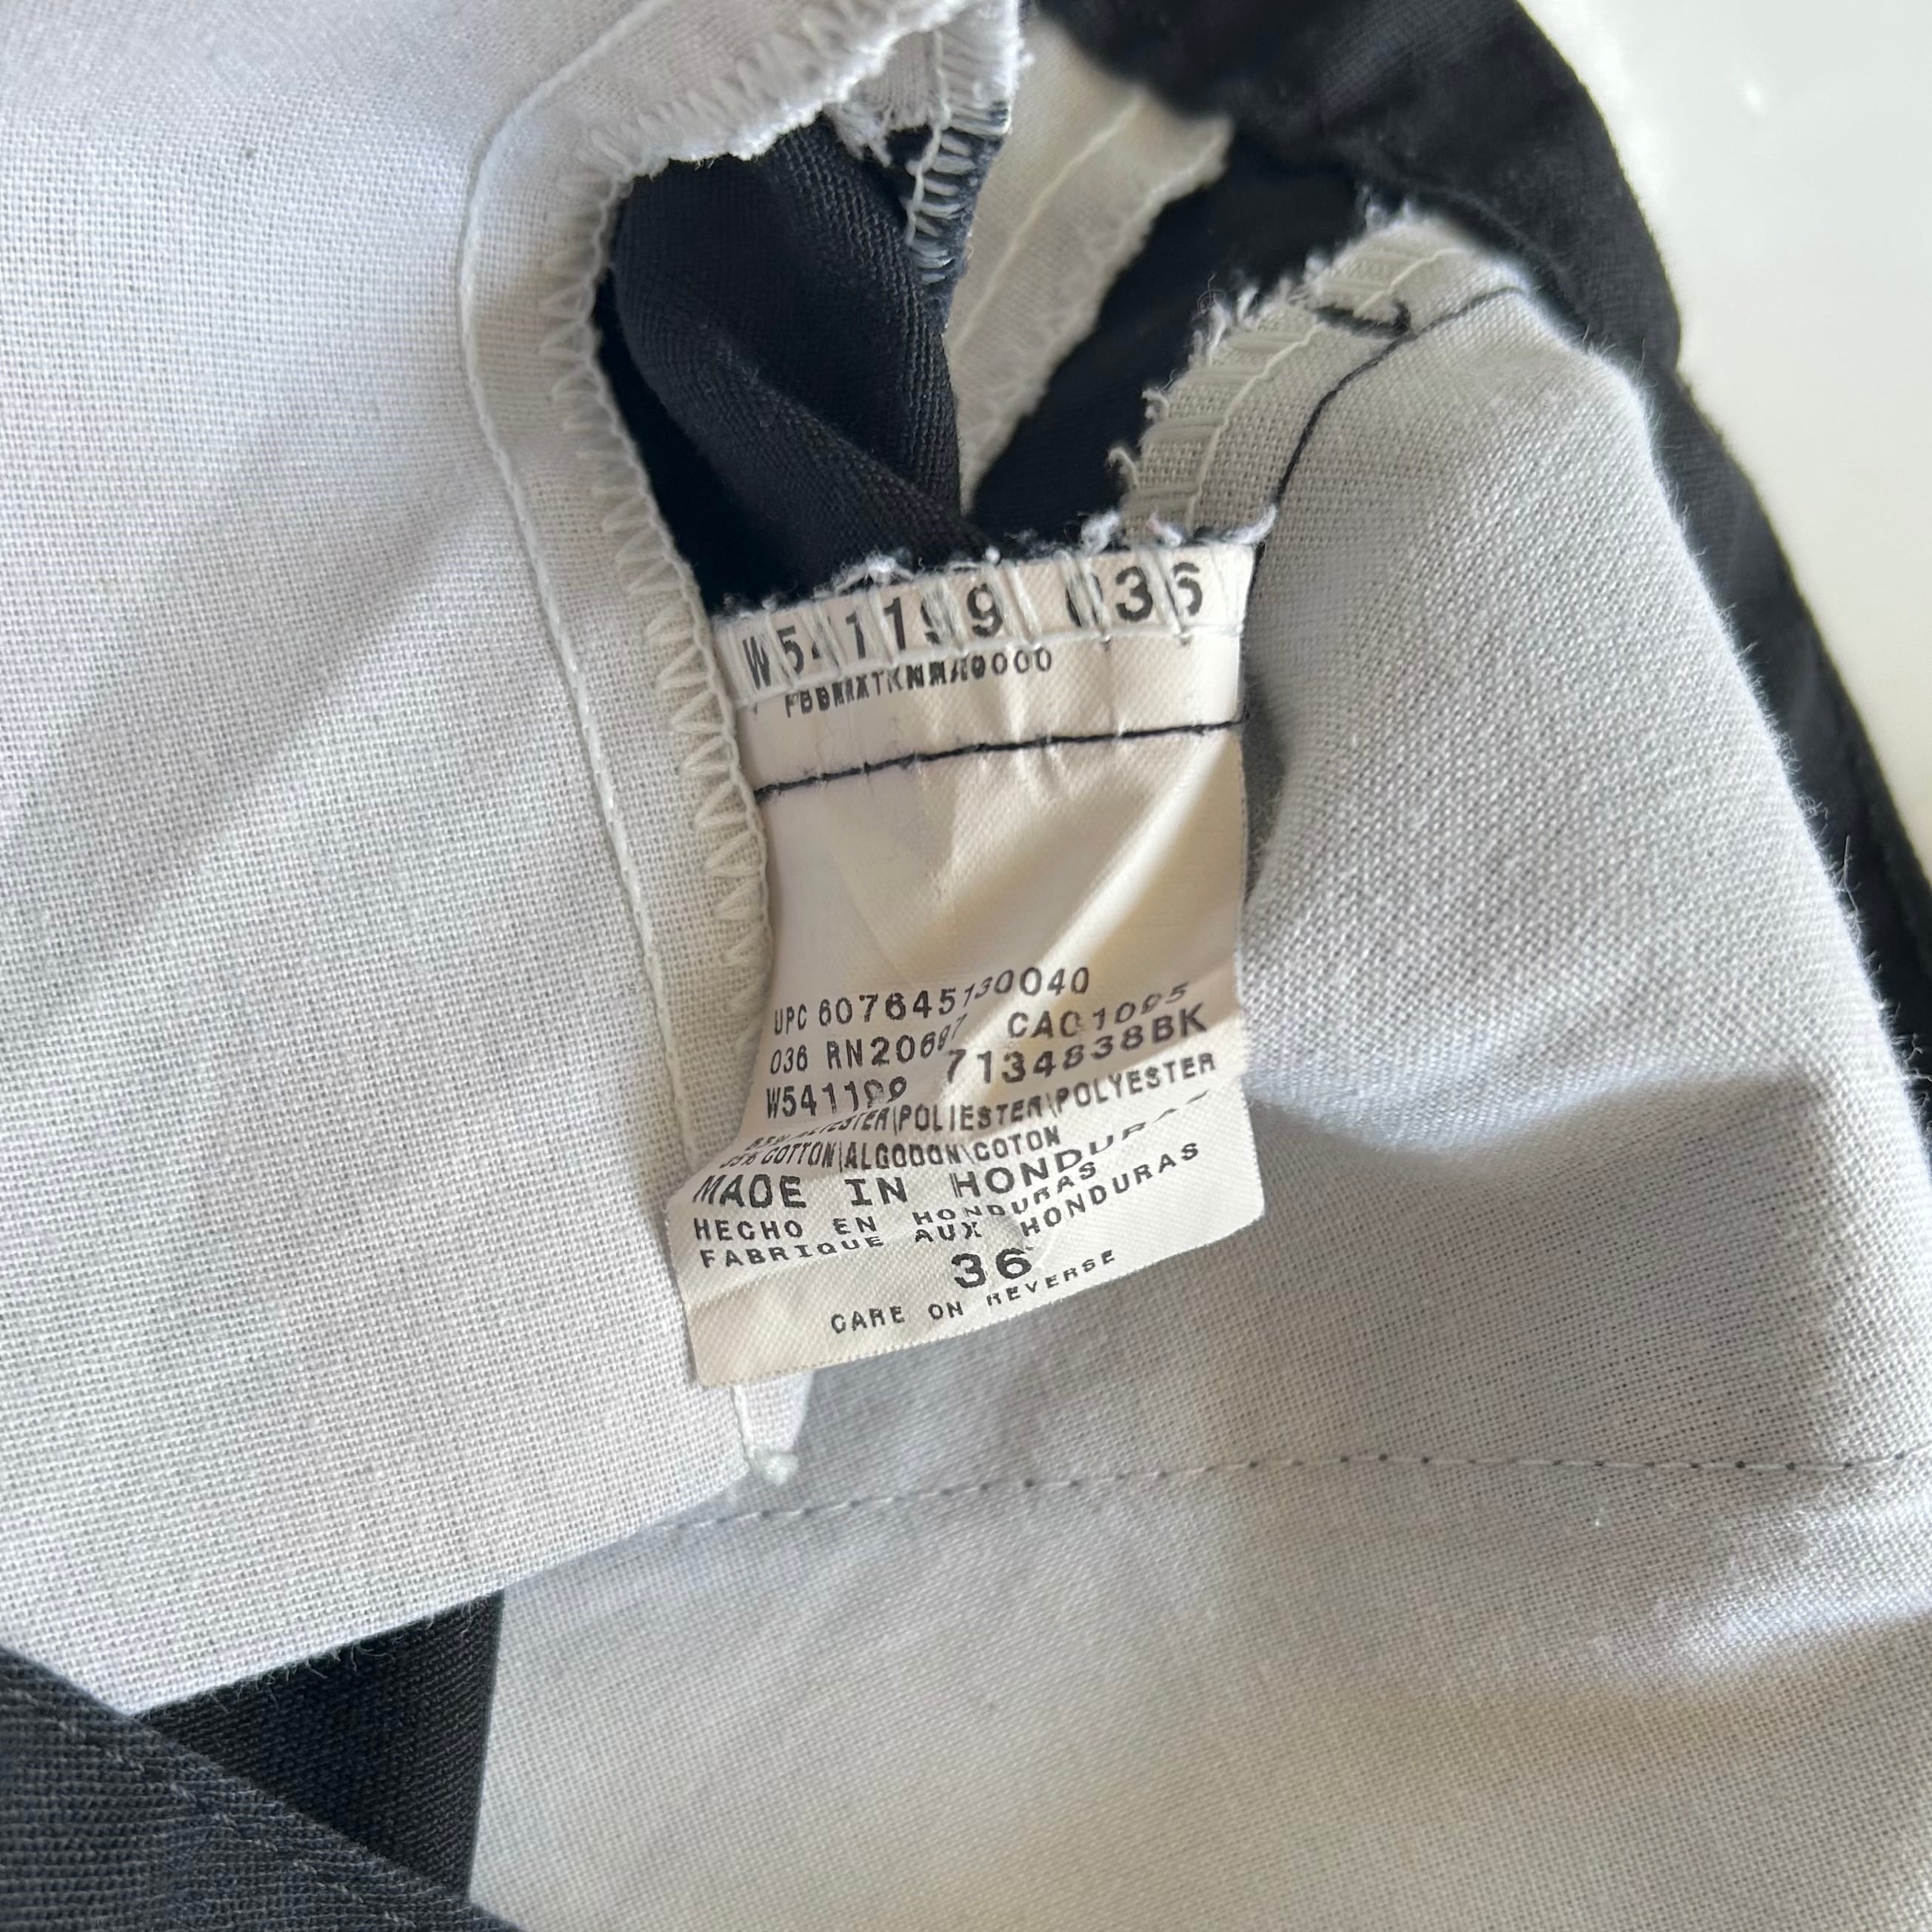 W541199 036
UPC 607645130040
036 RN20697 CA01095
W541199 7134838BK
POLIESTER\POLYESTER
35% COTTON\ALGODON\COTON
MADE IN HONDURAS
HECHO EN HONDURAS
FABRIQUE AUX HONDURAS
36
CARE ON REVERSE